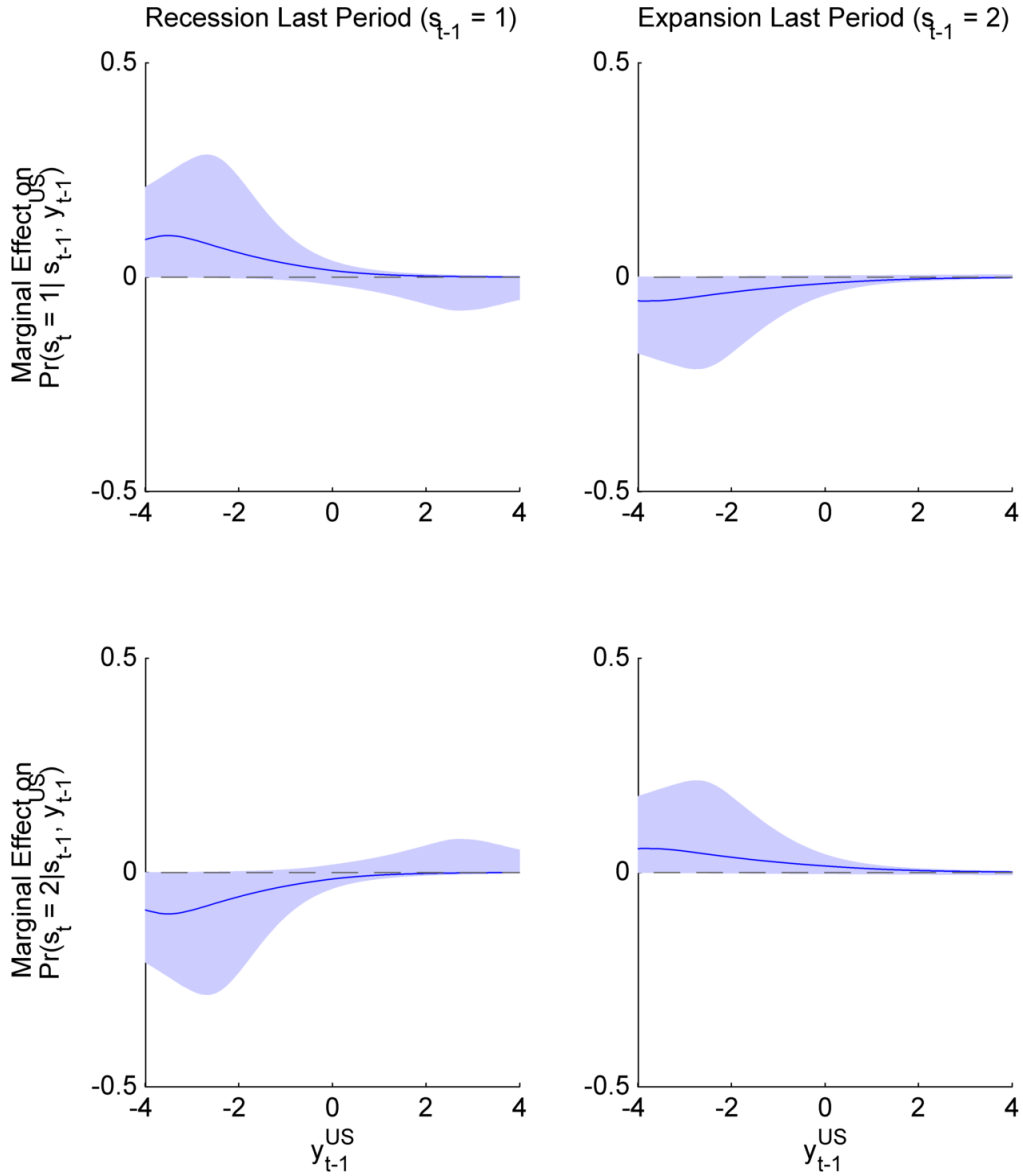 Recession Last Period (s_{t-1} = 1)
Expansion Last Period (s_{t-1} = 2)
Marginal Effect on
Pr(s_t = 1| s_{t-1}, y_{t-1}^{US})
0.5
0
-0.5
-4 -2 0 2 4
0.5
0
-0.5
-4 -2 0 2 4
Marginal Effect on
Pr(s_t = 2|s_{t-1}, y_{t-1}^{US})
0.5
0
-0.5
-4 -2 0 2 4
y_{t-1}^{US}
0.5
0
-0.5
-4 -2 0 2 4
y_{t-1}^{US}